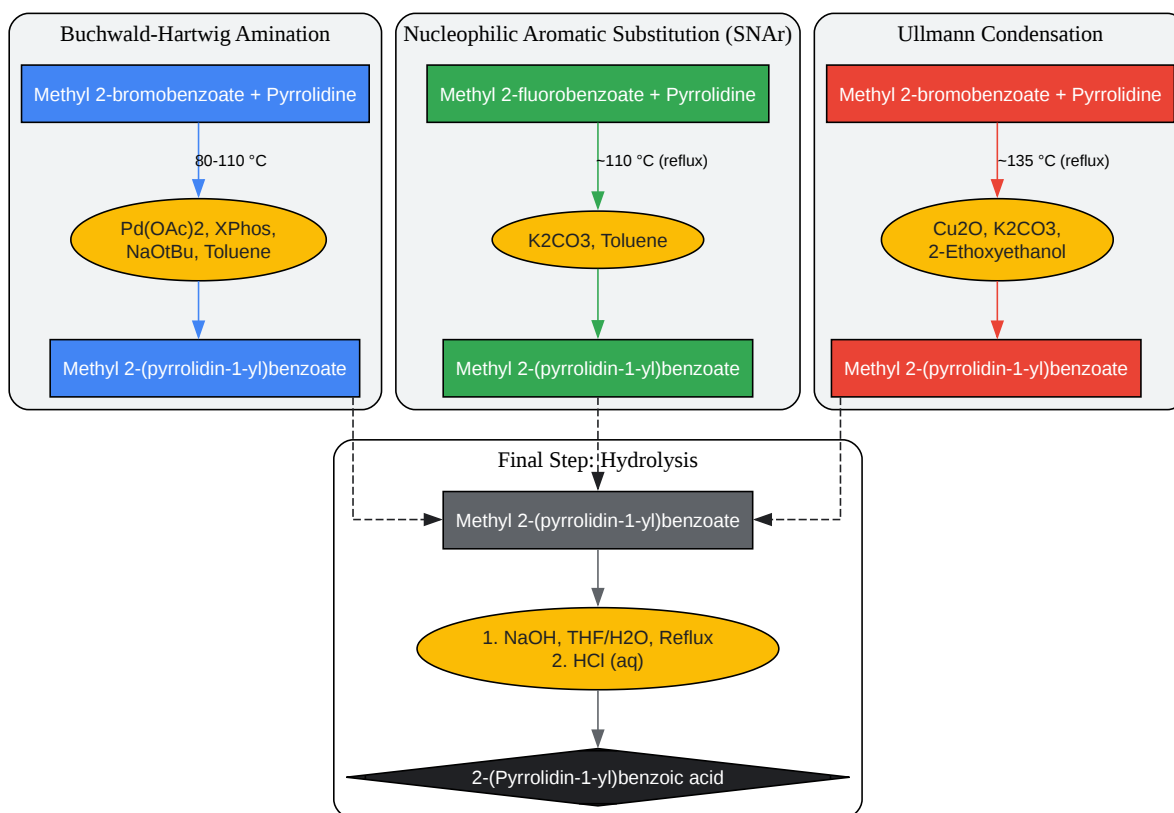 Buchwald-Hartwig Amination
Methyl 2-bromobenzoate + Pyrrolidine
80-110 °C
Pd(OAc)2, XPhos,
NaOtBu, Toluene
Methyl 2-(pyrrolidin-1-yl)benzoate
Nucleophilic Aromatic Substitution (SNAr)
Methyl 2-fluorobenzoate + Pyrrolidine
~110 °C (reflux)
K2CO3, Toluene
Methyl 2-(pyrrolidin-1-yl)benzoate
Ullmann Condensation
Methyl 2-bromobenzoate + Pyrrolidine
~135 °C (reflux)
Cu2O, K2CO3,
2-Ethoxyethanol
Methyl 2-(pyrrolidin-1-yl)benzoate
Final Step: Hydrolysis
Methyl 2-(pyrrolidin-1-yl)benzoate
1. NaOH, THF/H2O, Reflux
2. HCl (aq)
2-(Pyrrolidin-1-yl)benzoic acid